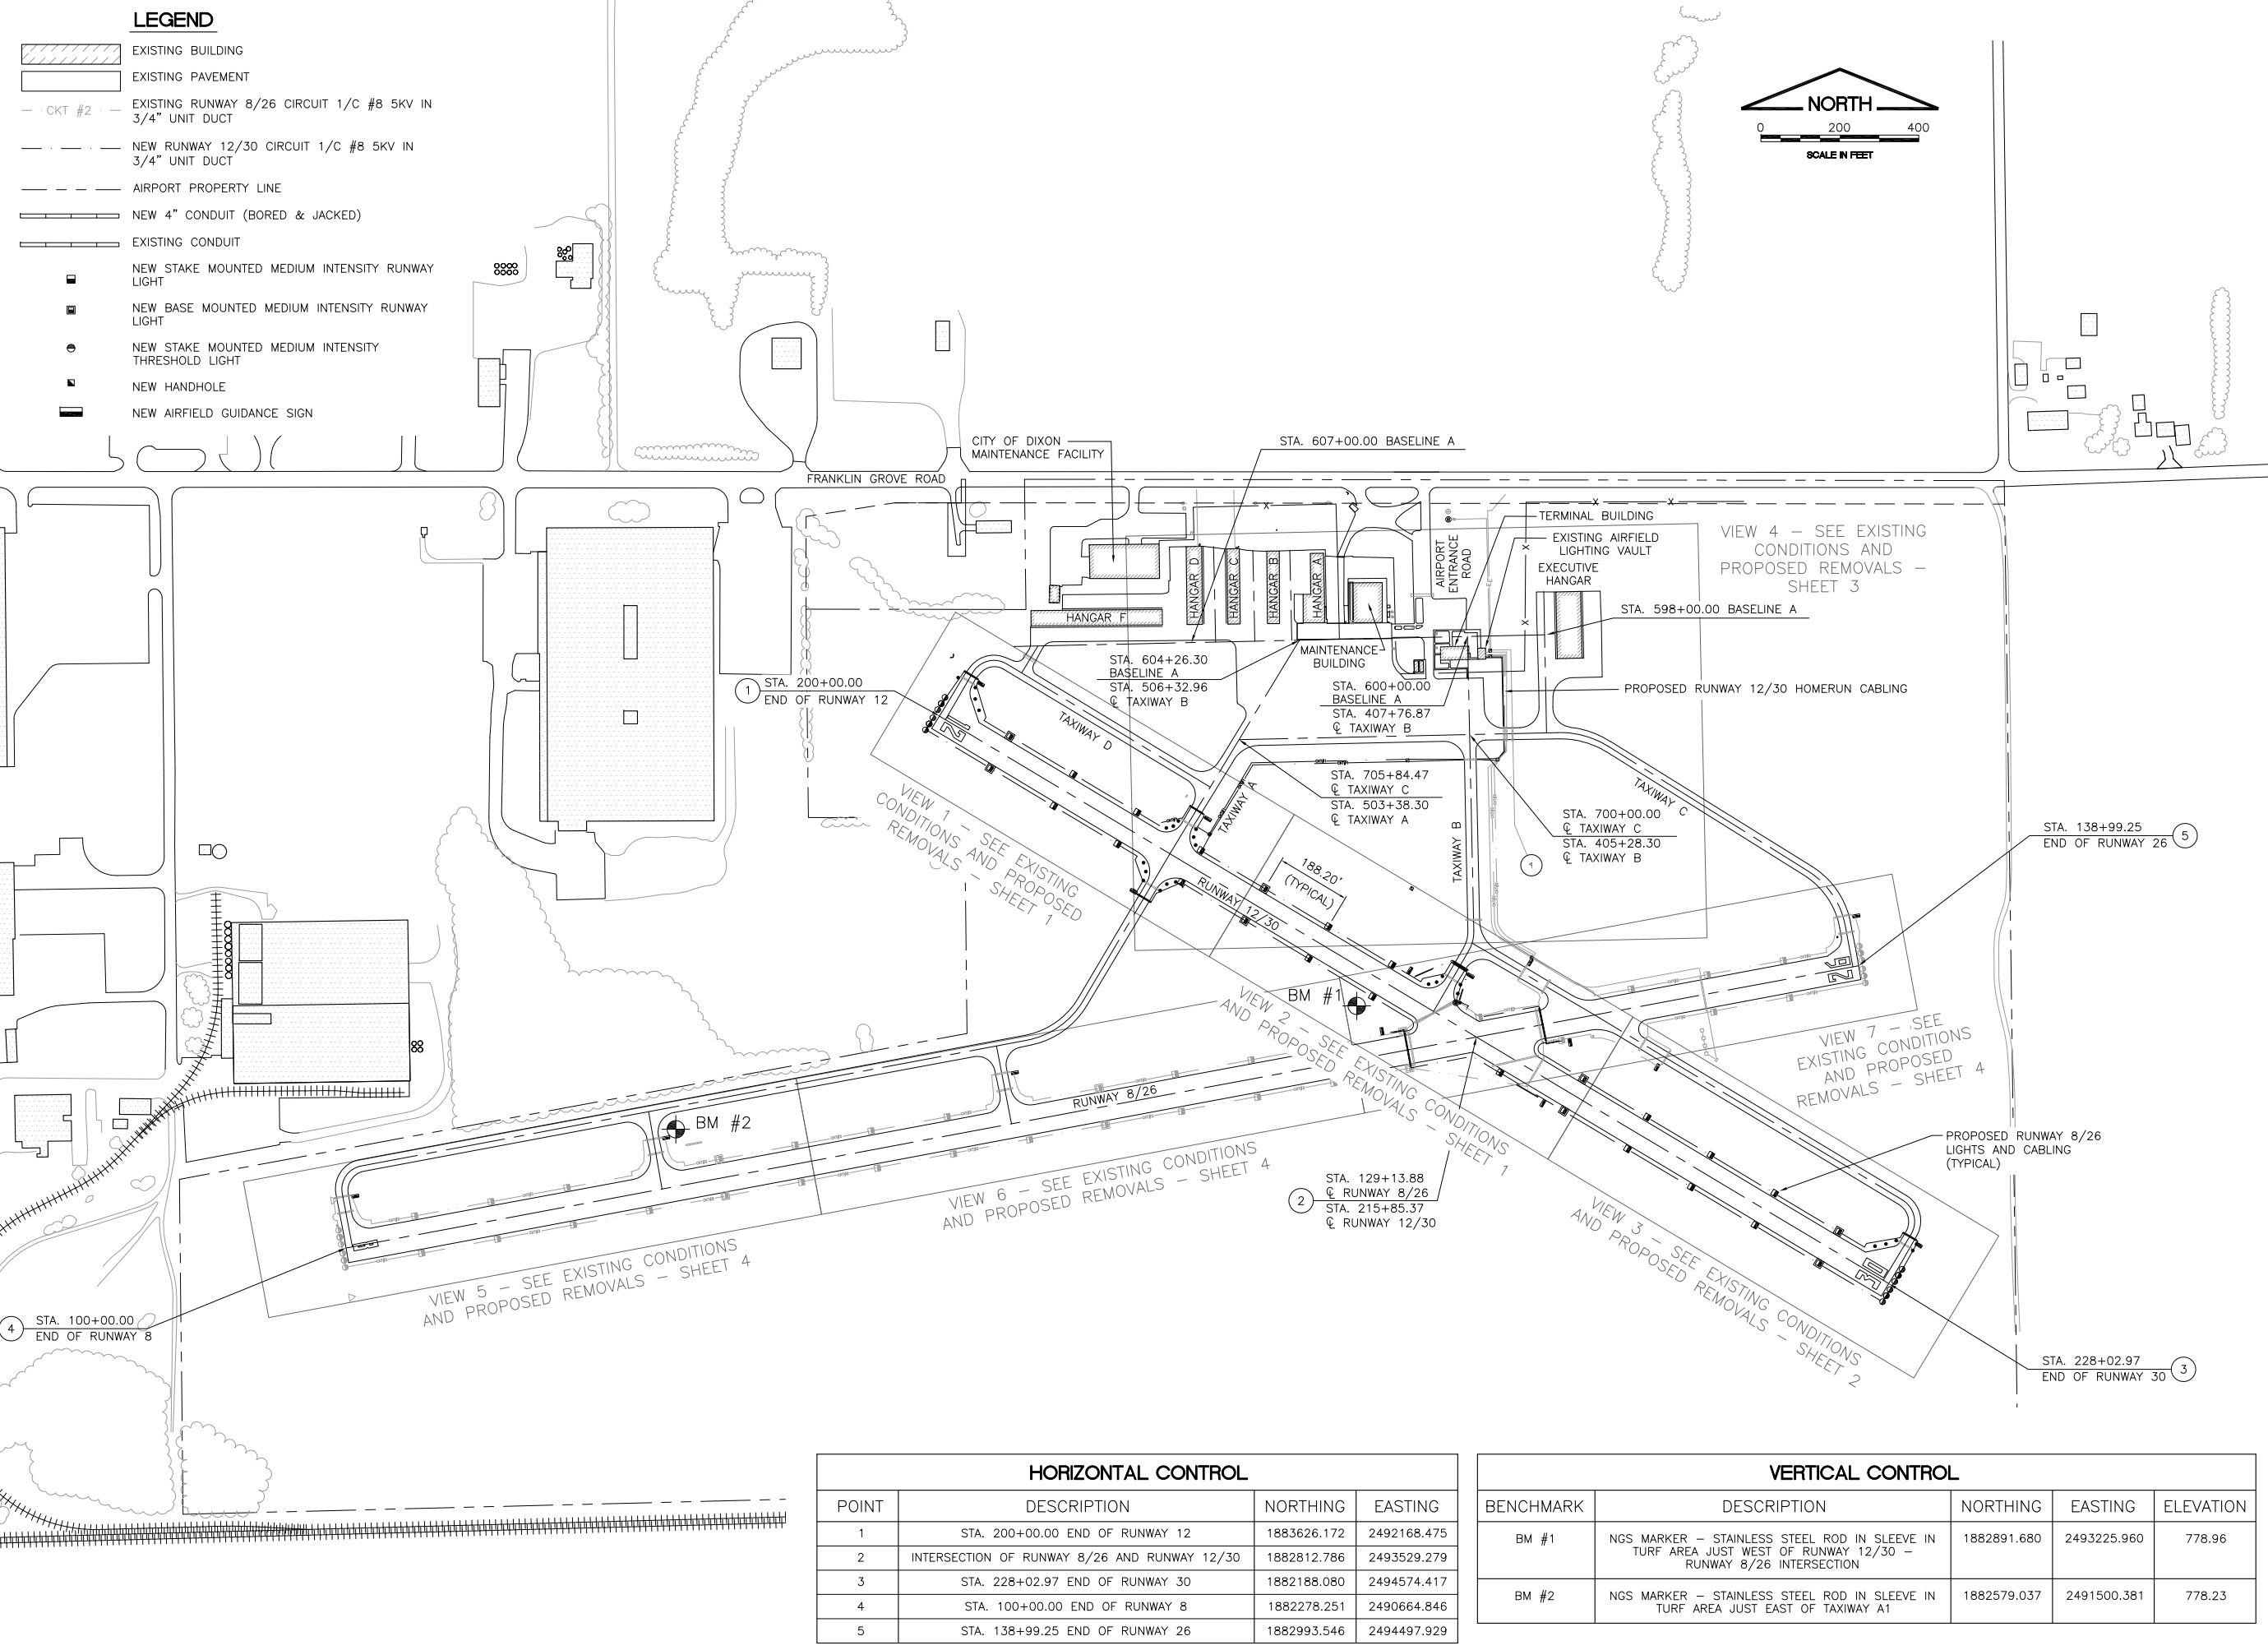 LEGEND
EXISTING BUILDING
EXISTING PAVEMENT
CKT #2
EXISTING RUNWAY 8/26 CIRCUIT 1/C #8 5KV IN
3/4" UNIT DUCT
NEW RUNWAY 12/30 CIRCUIT 1/C #8 5KV IN
3/4" UNIT DUCT
AIRPORT PROPERTY LINE
NEW 4" CONDUIT (BORED & JACKED)
EXISTING CONDUIT
NEW STAKE MOUNTED MEDIUM INTENSITY RUNWAY
LIGHT
NEW BASE MOUNTED MEDIUM INTENSITY RUNWAY
LIGHT
NEW STAKE MOUNTED MEDIUM INTENSITY
THRESHOLD LIGHT
NEW HANDHOLE
NEW AIRFIELD GUIDANCE SIGN
NORTH
0 200 400
SCALE IN FEET
CITY OF DIXON
MAINTENANCE FACILITY
STA. 607+00.00 BASELINE A
FRANKLIN GROVE ROAD
TERMINAL BUILDING
EXISTING AIRFIELD
LIGHTING VAULT
EXECUTIVE
HANGAR
AIRPORT
ENTRANCE
ROAD
VIEW 4 – SEE EXISTING
CONDITIONS AND
PROPOSED REMOVALS –
SHEET 3
HANGAR D
HANGAR C
HANGAR B
HANGAR A
HANGAR F
STA. 598+00.00 BASELINE A
MAINTENANCE
BUILDING
STA. 604+26.30
BASELINE A
STA. 506+32.96
℄ TAXIWAY B
STA. 600+00.00
BASELINE A
STA. 407+76.87
℄ TAXIWAY B
PROPOSED RUNWAY 12/30 HOMERUN CABLING
1
STA. 200+00.00
END OF RUNWAY 12
12
TAXIWAY D
TAXIWAY A
STA. 705+84.47
℄ TAXIWAY C
STA. 503+38.30
℄ TAXIWAY A
STA. 700+00.00
℄ TAXIWAY C
STA. 405+28.30
℄ TAXIWAY B
TAXIWAY B
TAXIWAY C
1
STA. 138+99.25
END OF RUNWAY 26
5
VIEW 1 – SEE EXISTING
CONDITIONS AND PROPOSED
REMOVALS – SHEET 1
188.20'
(TYPICAL)
RUNWAY 12/30
26
BM #1
VIEW 2 – SEE EXISTING CONDITIONS
AND PROPOSED REMOVALS – SHEET 1
VIEW 7 – SEE
EXISTING CONDITIONS
AND PROPOSED
REMOVALS – SHEET 4
RUNWAY 8/26
BM #2
PROPOSED RUNWAY 8/26
LIGHTS AND CABLING
(TYPICAL)
VIEW 6 – SEE EXISTING CONDITIONS
AND PROPOSED REMOVALS – SHEET 4
2
STA. 129+13.88
℄ RUNWAY 8/26
STA. 215+85.37
℄ RUNWAY 12/30
VIEW 3 – SEE EXISTING CONDITIONS
AND PROPOSED REMOVALS – SHEET 2
30
VIEW 5 – SEE EXISTING CONDITIONS
AND PROPOSED REMOVALS – SHEET 4
4
STA. 100+00.00
END OF RUNWAY 8
STA. 228+02.97
END OF RUNWAY 30
3
HORIZONTAL CONTROL
POINT DESCRIPTION NORTHING EASTING
1 STA. 200+00.00 END OF RUNWAY 12 1883626.172 2492168.475
2 INTERSECTION OF RUNWAY 8/26 AND RUNWAY 12/30 1882812.786 2493529.279
3 STA. 228+02.97 END OF RUNWAY 30 1882188.080 2494574.417
4 STA. 100+00.00 END OF RUNWAY 8 1882278.251 2490664.846
5 STA. 138+99.25 END OF RUNWAY 26 1882993.546 2494497.929
VERTICAL CONTROL
BENCHMARK DESCRIPTION NORTHING EASTING ELEVATION
BM #1 NGS MARKER – STAINLESS STEEL ROD IN SLEEVE IN 1882891.680 2493225.960 778.96
TURF AREA JUST WEST OF RUNWAY 12/30 –
RUNWAY 8/26 INTERSECTION
BM #2 NGS MARKER – STAINLESS STEEL ROD IN SLEEVE IN 1882579.037 2491500.381 778.23
TURF AREA JUST EAST OF TAXIWAY A1